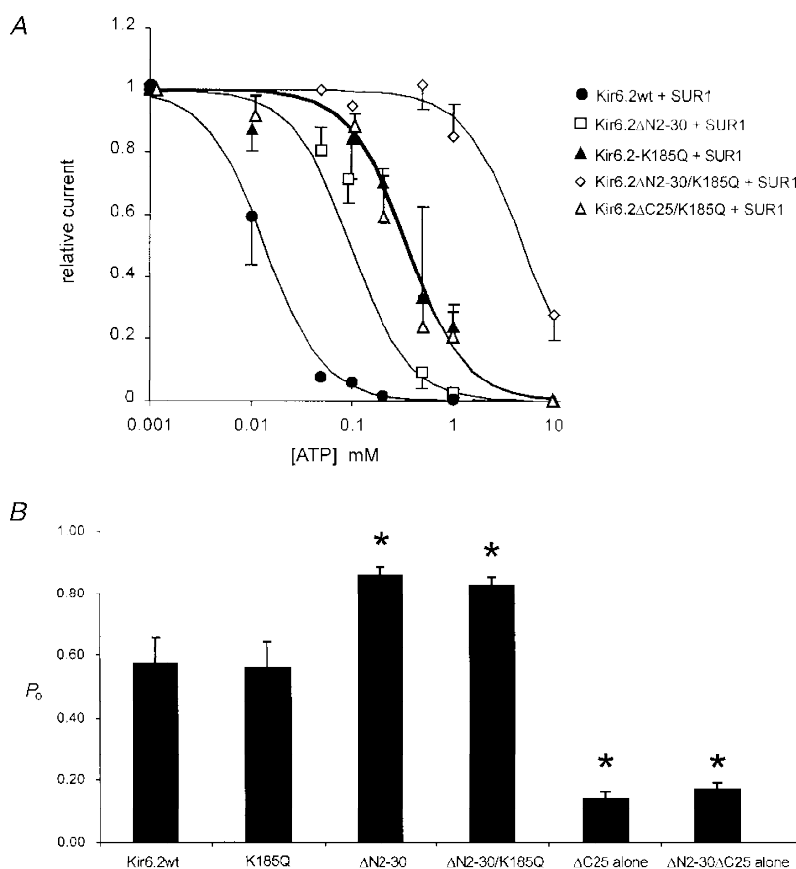 A
1.2
1
0.8
0.6
0.4
0.2
0
relative current
0.001 0.01 0.1 1 10
[ATP] mM
Kir6.2wt + SUR1
Kir6.2ΔN2-30 + SUR1
Kir6.2-K185Q + SUR1
Kir6.2ΔN2-30/K185Q + SUR1
Kir6.2ΔC25/K185Q + SUR1
B
1.00
0.80
0.60
0.40
0.20
0.00
Po
* * * *
Kir6.2wt K185Q ΔN2-30 ΔN2-30/K185Q ΔC25 alone ΔN2-30ΔC25 alone